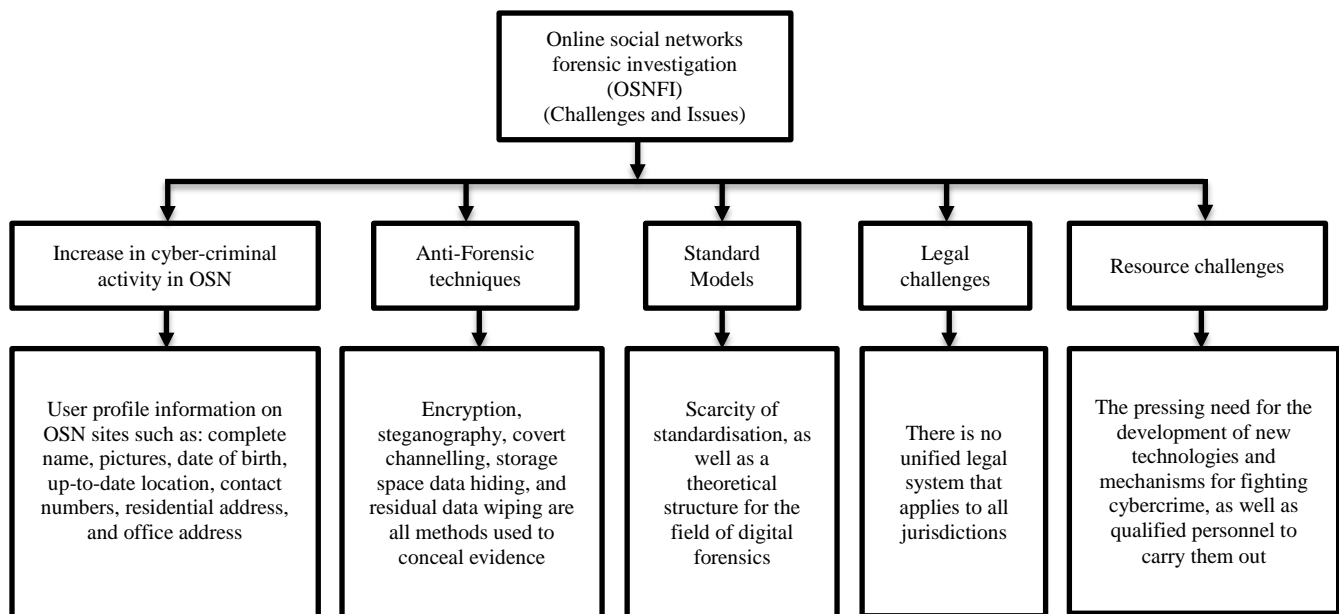 Online social networks
forensic investigation
(OSNFI)
(Challenges and Issues)
Increase in cyber-criminal
activity in OSN
Anti-Forensic
techniques
Standard
Models
Legal
challenges
Resource challenges
User profile information on
OSN sites such as: complete
name, pictures, date of birth,
up-to-date location, contact
numbers, residential address,
and office address
Encryption,
steganography, covert
channelling, storage
space data hiding, and
residual data wiping are
all methods used to
conceal evidence
Scarcity of
standardisation, as
well as a
theoretical
structure for the
field of digital
forensics
There is no
unified legal
system that
applies to all
jurisdictions
The pressing need for the
development of new
technologies and
mechanisms for fighting
cybercrime, as well as
qualified personnel to
carry them out